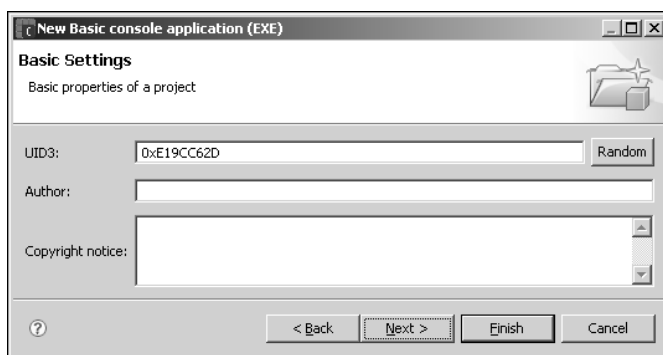 New Basic console application (EXE)
Basic Settings
Basic properties of a project
UID3: 0xE19CC62D Random
Author:
Copyright notice:
? < Back Next > Finish Cancel